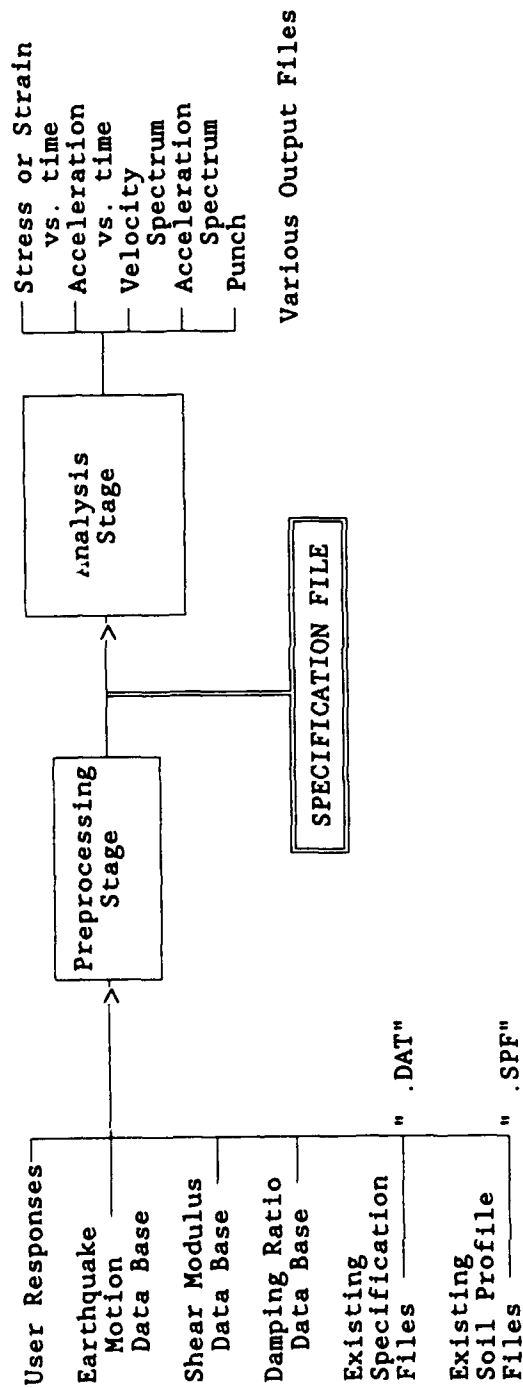 User Responses
Earthquake
Motion
Data Base
Shear Modulus
Data Base
Damping Ratio
Data Base
Existing
Specification
Files
" .DAT"
Existing
Soil Profile
Files
" .SPF"
Preprocessing
Stage
SPECIFICATION FILE
Analysis
Stage
Stress or Strain
vs. time
Acceleration
vs. time
Velocity
Spectrum
Acceleration
Spectrum
Punch
Various Output Files